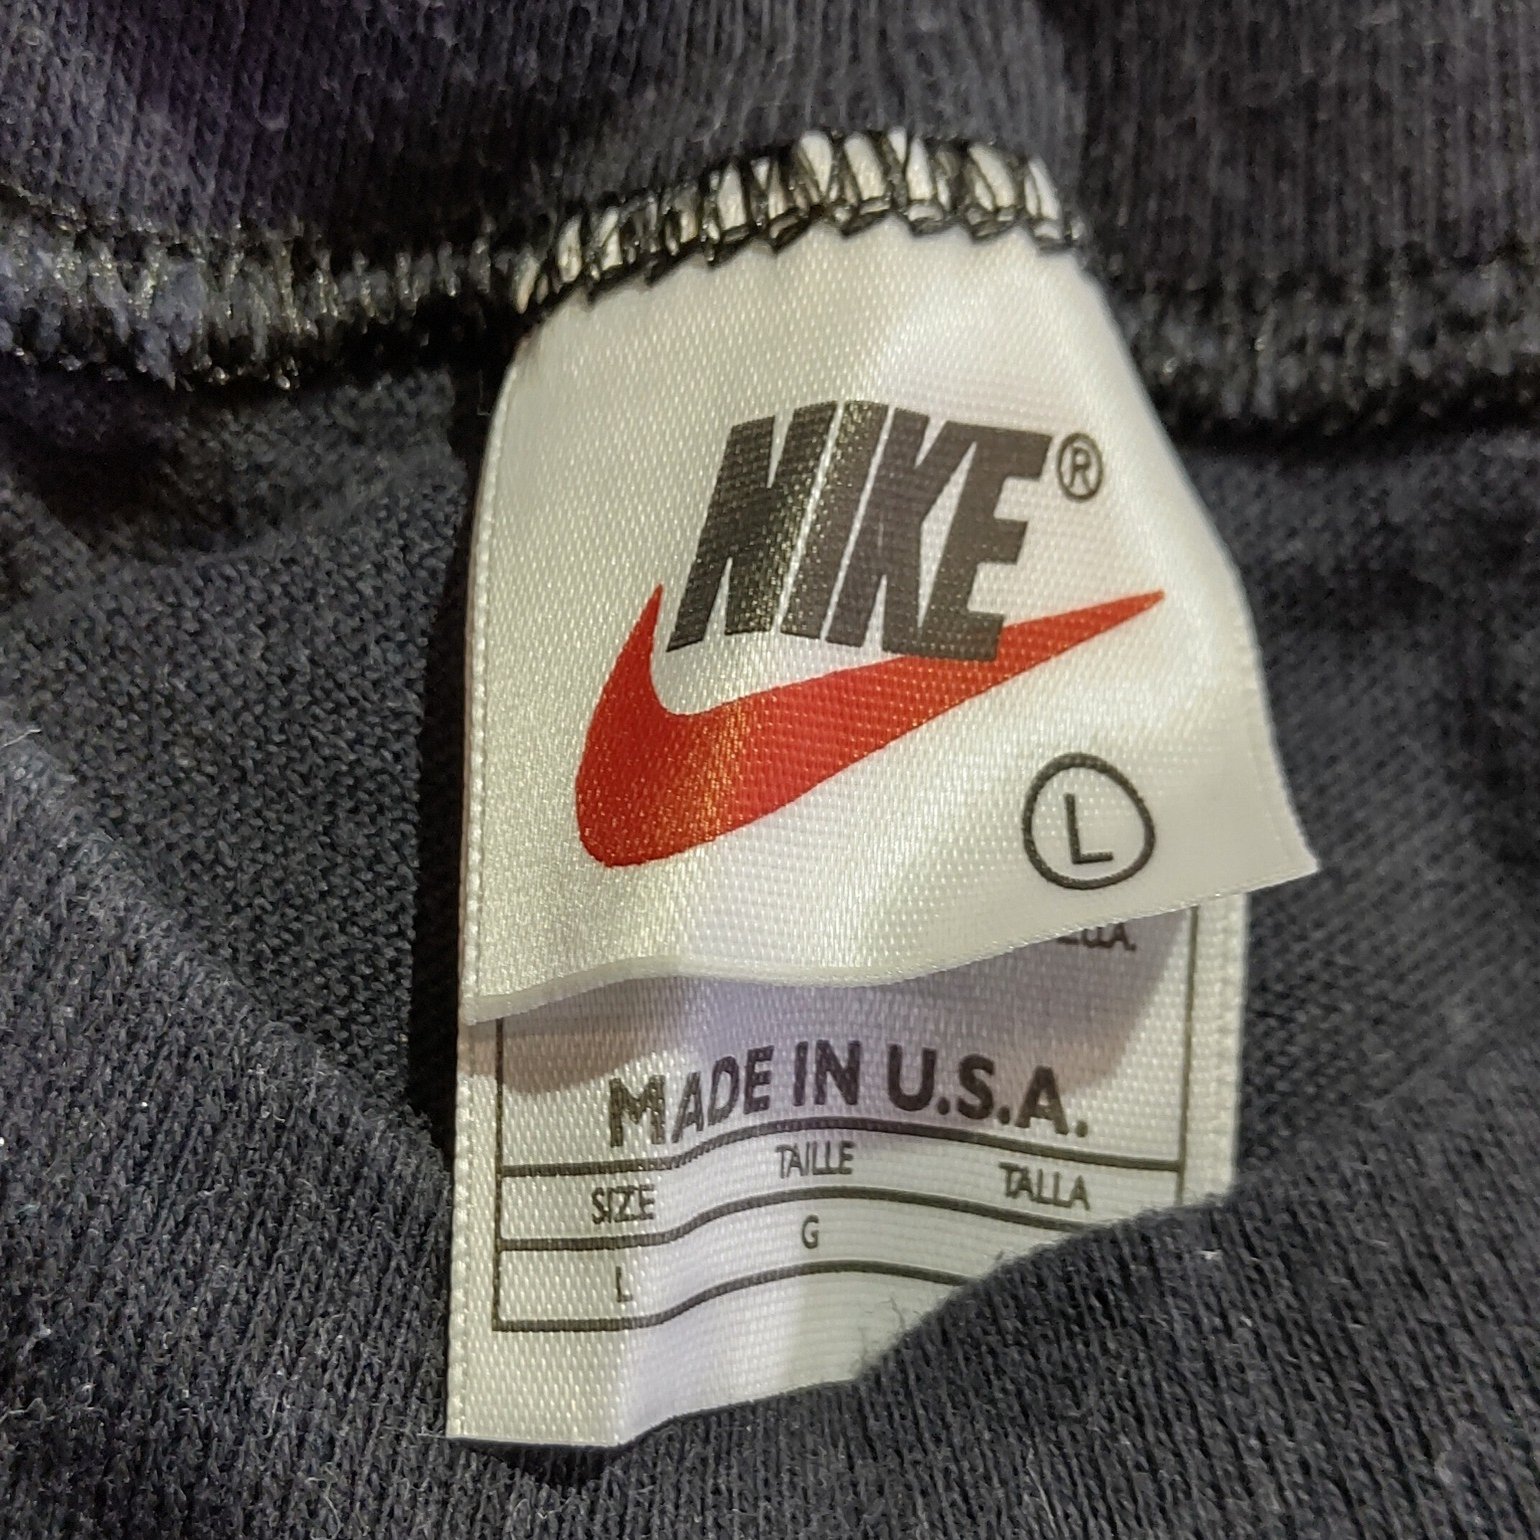 NIKE®
L
MADE IN U.S.A.
SIZE TAILLE TALLA
L G